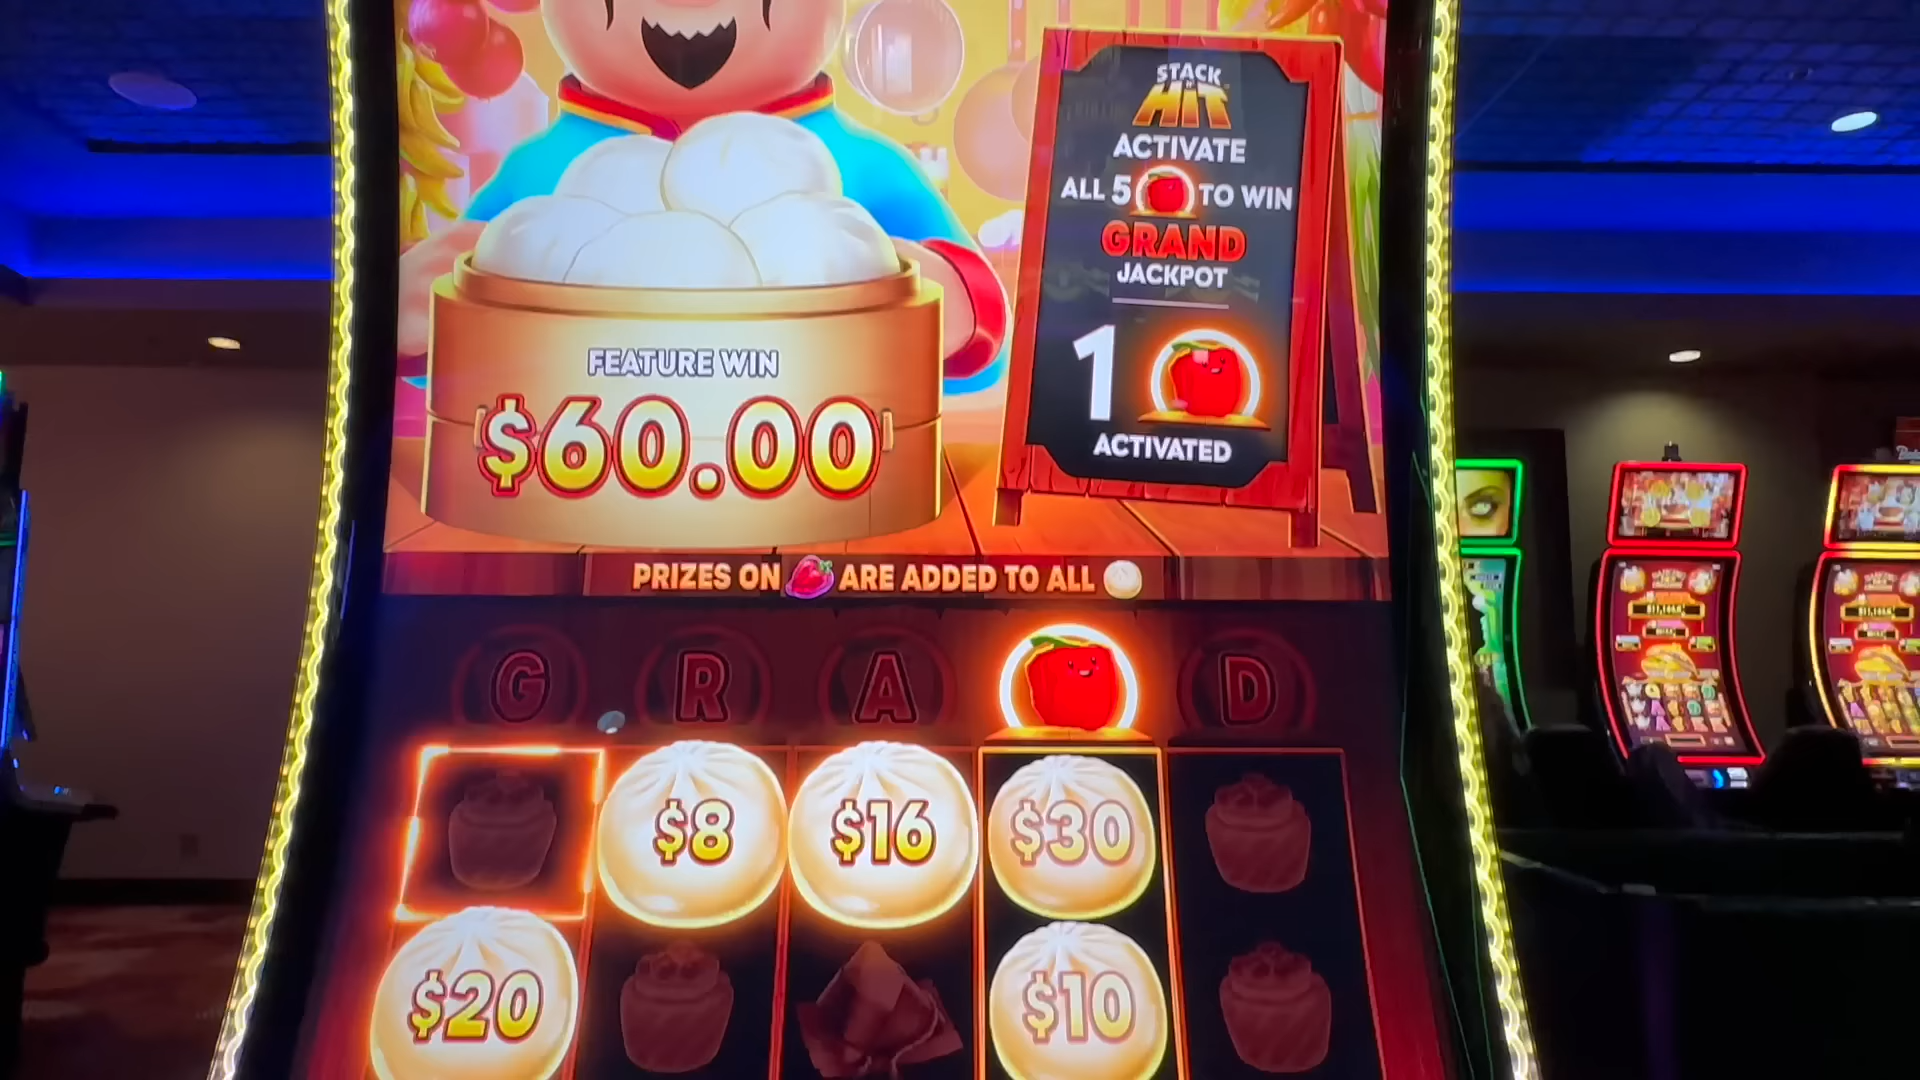 STACK
N
HIT
ACTIVATE
ALL 5 TO WIN
GRAND
JACKPOT
1
ACTIVATED
FEATURE WIN
$60.00
PRIZES ON ARE ADDED TO ALL
G R A D
$8 $16 $30
$20 $10